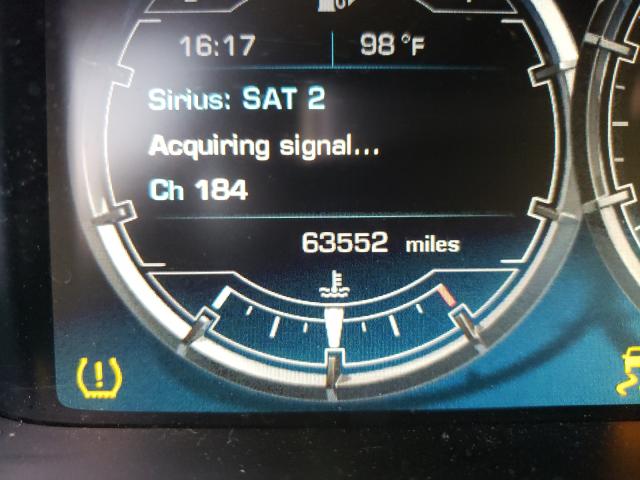 16:17 98°F
Sirius: SAT 2
Acquiring signal...
Ch 184
63552 miles